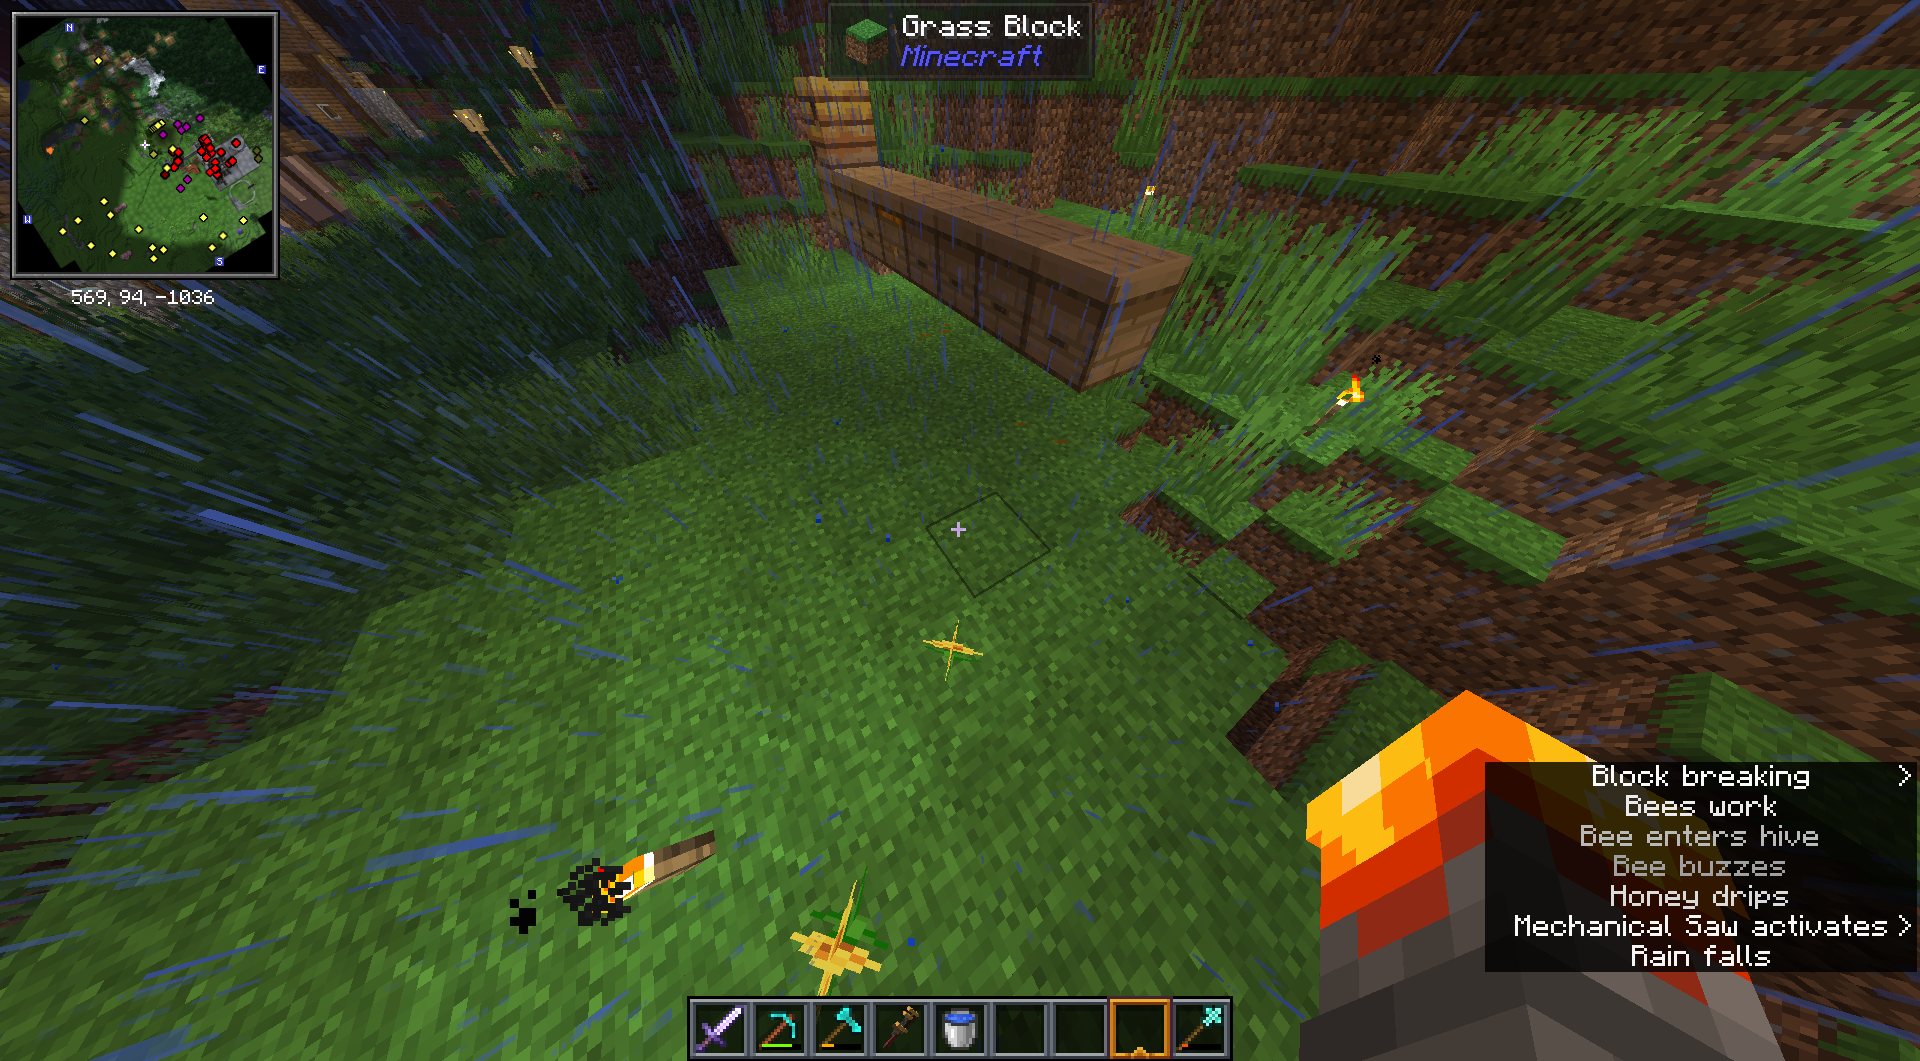 N
E
W
S
569, 94, -1036
Grass Block
Minecraft
Block breaking >
Bees work
Bee enters hive
Bee buzzes
Honey drips
Mechanical Saw activates >
Rain falls